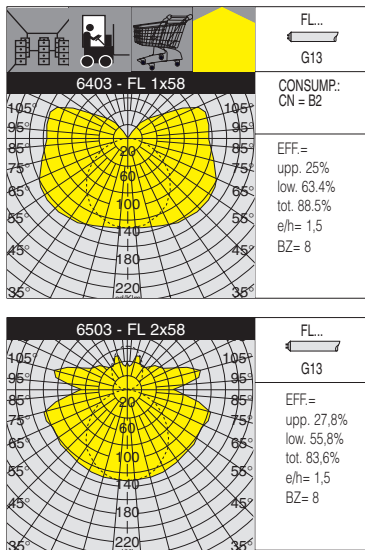 FL...
G13
6403 - FL 1x58
CONSUMP.:
CN = B2
105° 105°
95° 95°
85° 85°
75° 75°
65° 65°
55° 55°
45° 45°
35° 35°
20
60
100
140
180
220
cd/Klm
EFF.=
upp. 25%
low. 63.4%
tot. 88.5%
e/h= 1,5
BZ= 8
6503 - FL 2x58
FL...
G13
105° 105°
95° 95°
85° 85°
75° 75°
65° 65°
55° 55°
45° 45°
35° 35°
20
60
100
140
180
220
EFF.=
upp. 27,8%
low. 55,8%
tot. 83,6%
e/h= 1,5
BZ= 8